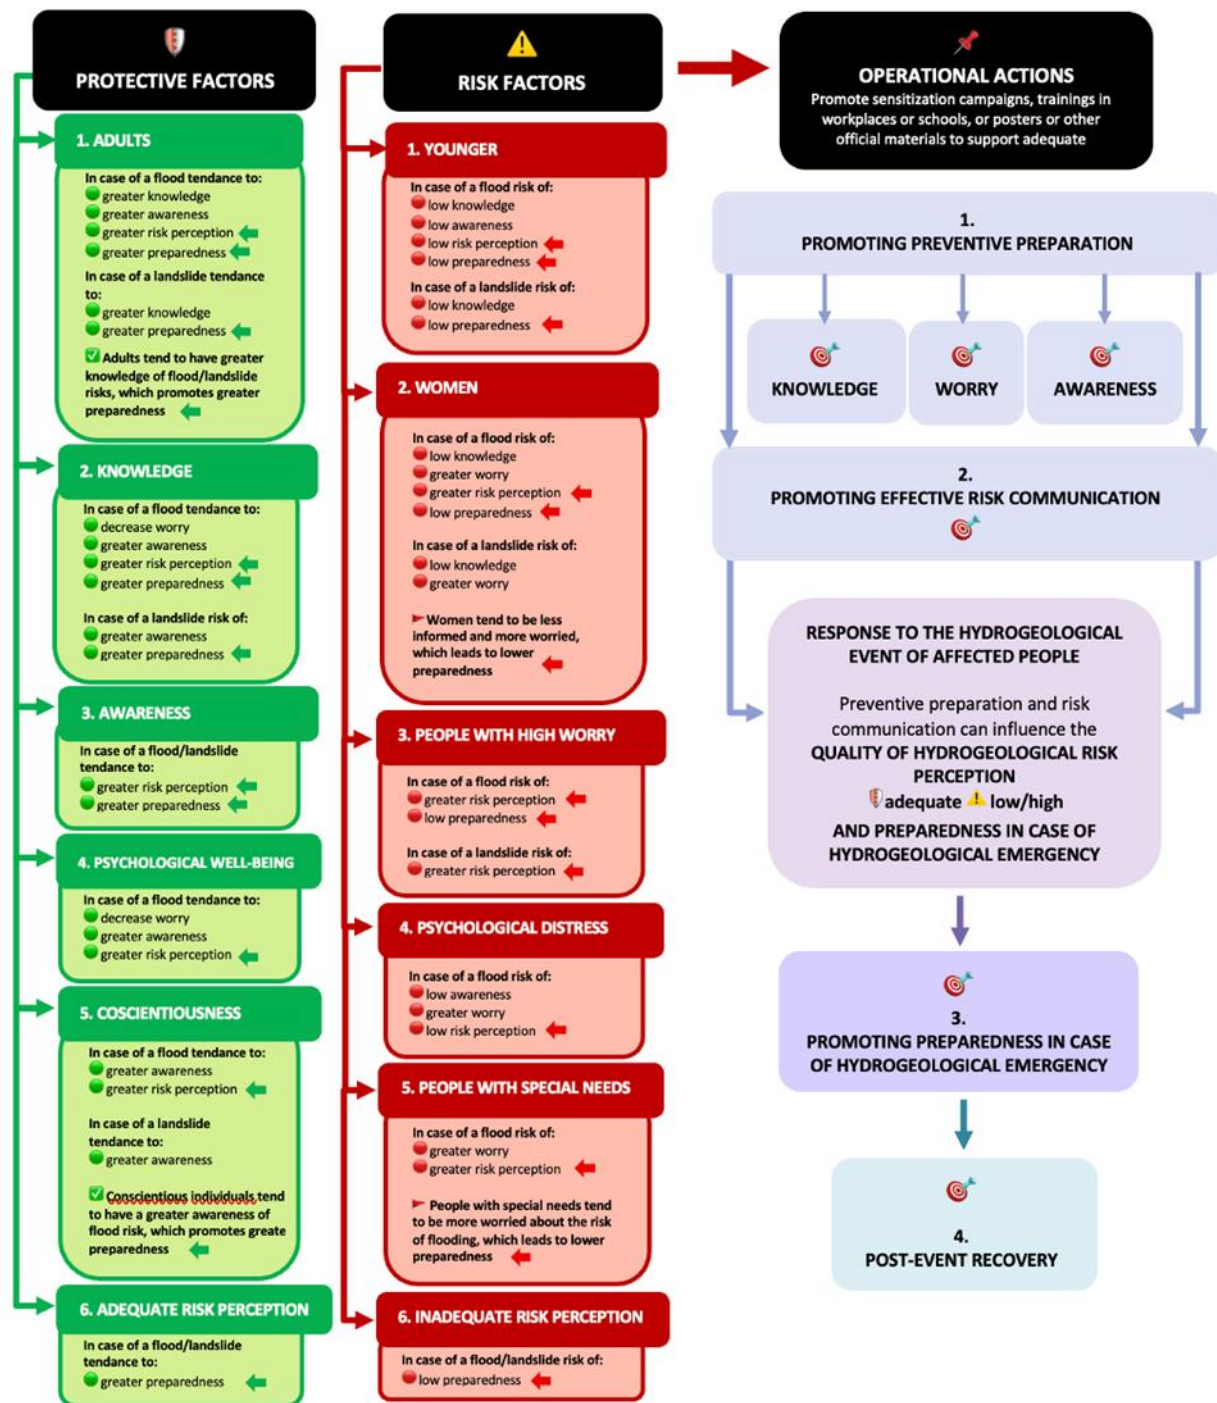 PROTECTIVE FACTORS
1. ADULTS
In case of a flood tendance to:
greater knowledge
greater awareness
greater risk perception
greater preparedness
In case of a landslide tendance
to:
greater knowledge
greater preparedness
Adults tend to have greater
knowledge of flood/landslide
risks, which promotes greater
preparedness
2. KNOWLEDGE
In case of a flood tendance to:
decrease worry
greater awareness
greater risk perception
greater preparedness
In case of a landslide risk of:
greater awareness
greater preparedness
3. AWARENESS
In case of a flood/landslide
tendance to:
greater risk perception
greater preparedness
4. PSYCHOLOGICAL WELL-BEING
In case of a flood tendance to:
decrease worry
greater awareness
greater risk perception
5. COSCIENTIOUSNESS
In case of a flood tendance to:
greater awareness
greater risk perception
In case of a landslide
tendance to:
greater awareness
Conscientious individuals tend
to have a greater awareness of
flood risk, which promotes greate
preparedness
6. ADEQUATE RISK PERCEPTION
In case of a flood/landslide
tendance to:
greater preparedness
RISK FACTORS
1. YOUNGER
In case of a flood risk of:
low knowledge
low awareness
low risk perception
low preparedness
In case of a landslide risk of:
low knowledge
low preparedness
2. WOMEN
In case of a flood risk of:
low knowledge
greater worry
greater risk perception
low preparedness
In case of a landslide risk of:
low knowledge
greater worry
Women tend to be less
informed and more worried,
which leads to lower
preparedness
3. PEOPLE WITH HIGH WORRY
In case of a flood risk of:
greater risk perception
low preparedness
In case of a landslide risk of:
greater risk perception
4. PSYCHOLOGICAL DISTRESS
In case of a flood risk of:
low awareness
greater worry
low risk perception
5. PEOPLE WITH SPECIAL NEEDS
In case of a flood risk of:
greater worry
greater risk perception
People with special needs tend
to be more worried about the risk
of flooding, which leads to lower
preparedness
6. INADEQUATE RISK PERCEPTION
In case of a flood/landslide risk of:
low preparedness
OPERATIONAL ACTIONS
Promote sensitization campaigns, trainings in
workplaces or schools, or posters or other
official materials to support adequate
1.
PROMOTING PREVENTIVE PREPARATION
KNOWLEDGE
WORRY
AWARENESS
2.
PROMOTING EFFECTIVE RISK COMMUNICATION
RESPONSE TO THE HYDROGEOLOGICAL
EVENT OF AFFECTED PEOPLE
Preventive preparation and risk
communication can influence the
QUALITY OF HYDROGEOLOGICAL RISK
PERCEPTION
adequate low/high
AND PREPAREDNESS IN CASE OF
HYDROGEOLOGICAL EMERGENCY
3.
PROMOTING PREPAREDNESS IN CASE
OF HYDROGEOLOGICAL EMERGENCY
4.
POST-EVENT RECOVERY